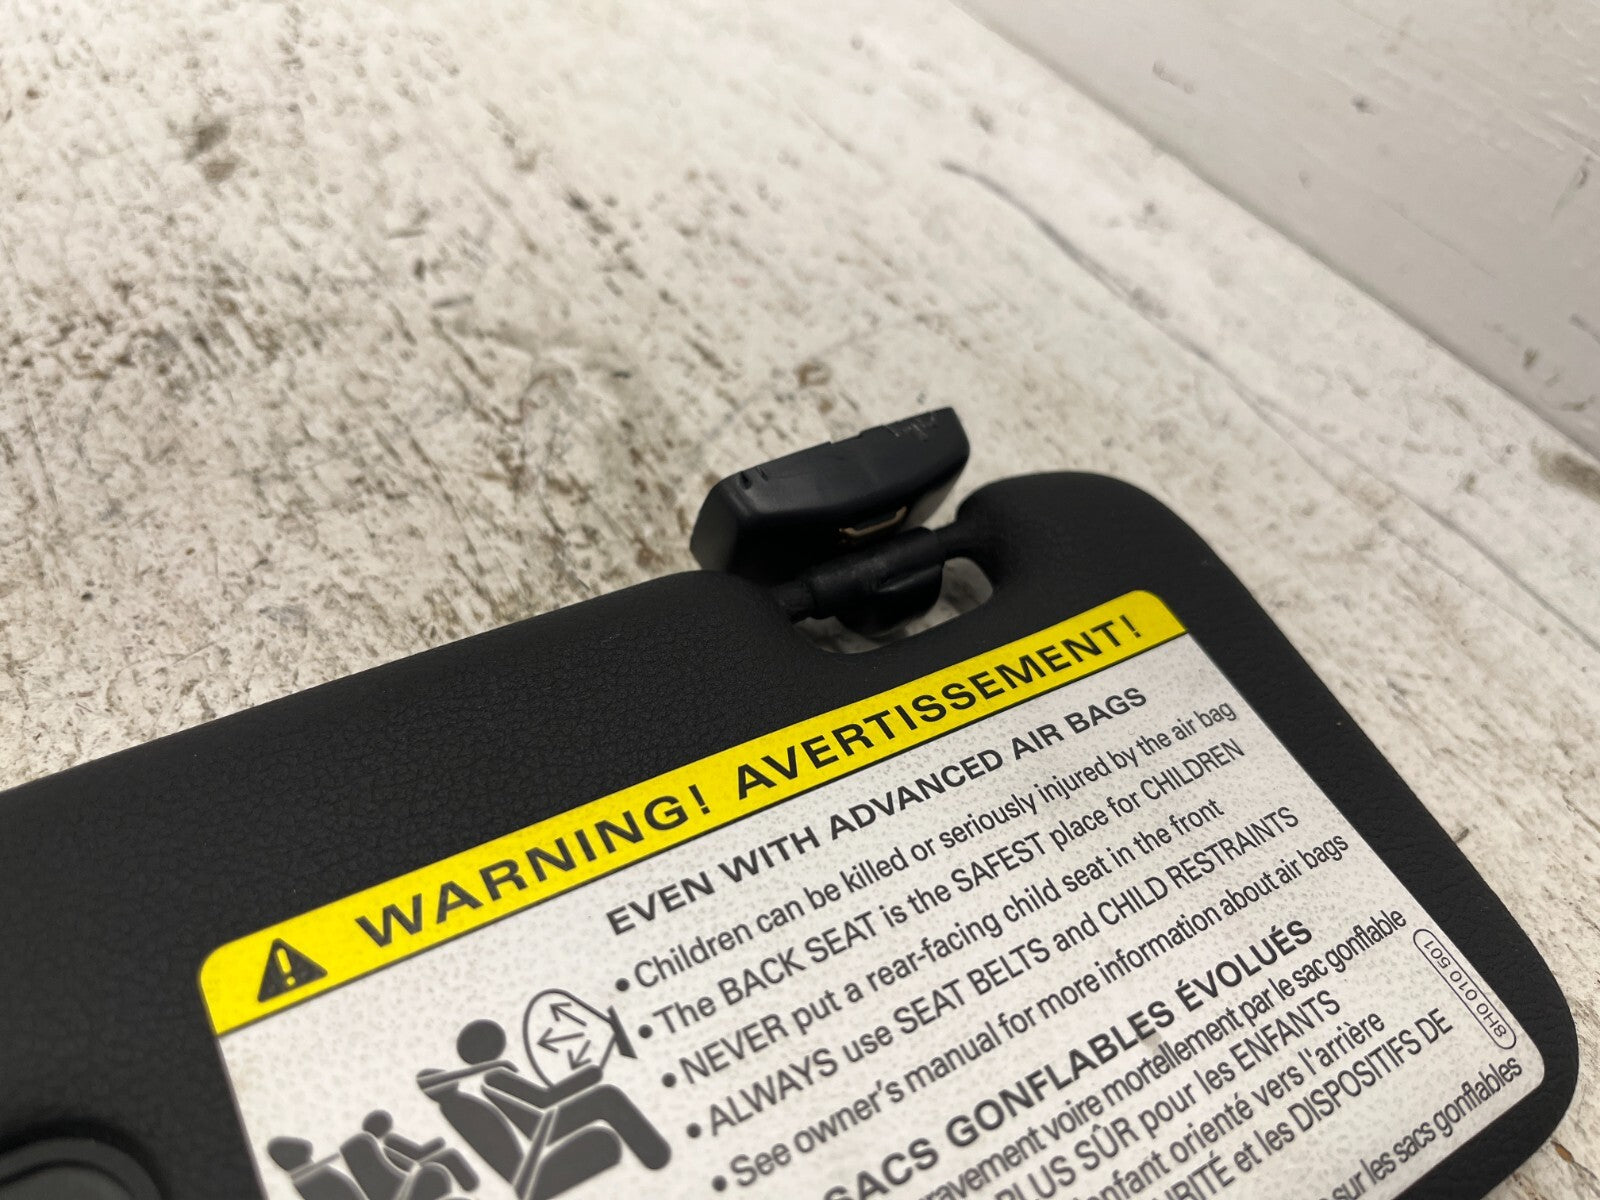 WARNING! AVERTISSEMENT!
EVEN WITH ADVANCED AIR BAGS
• Children can be killed or seriously injured by the air bag
• The BACK SEAT is the SAFEST place for CHILDREN
• NEVER put a rear-facing child seat in the front
• ALWAYS use SEAT BELTS and CHILD RESTRAINTS
• See owner's manual for more information about air bags
SACS GONFLABLES ÉVOLUÉS
gravement voire mortellement par le sac gonflable
PLUS SÛR pour les ENFANTS
enfant orienté vers l'arrière
et les DISPOSITIFS DE
sur les sacs gonflables
8H0 010 501